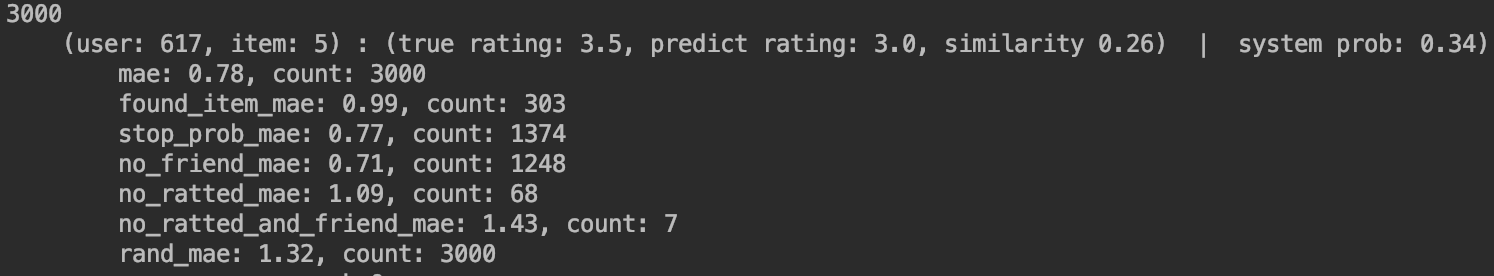 3000
(user: 617, item: 5) : (true rating: 3.5, predict rating: 3.0, similarity 0.26)  |  system prob: 0.34)
mae: 0.78, count: 3000
found_item_mae: 0.99, count: 303
stop_prob_mae: 0.77, count: 1374
no_friend_mae: 0.71, count: 1248
no_ratted_mae: 1.09, count: 68
no_ratted_and_friend_mae: 1.43, count: 7
rand_mae: 1.32, count: 3000